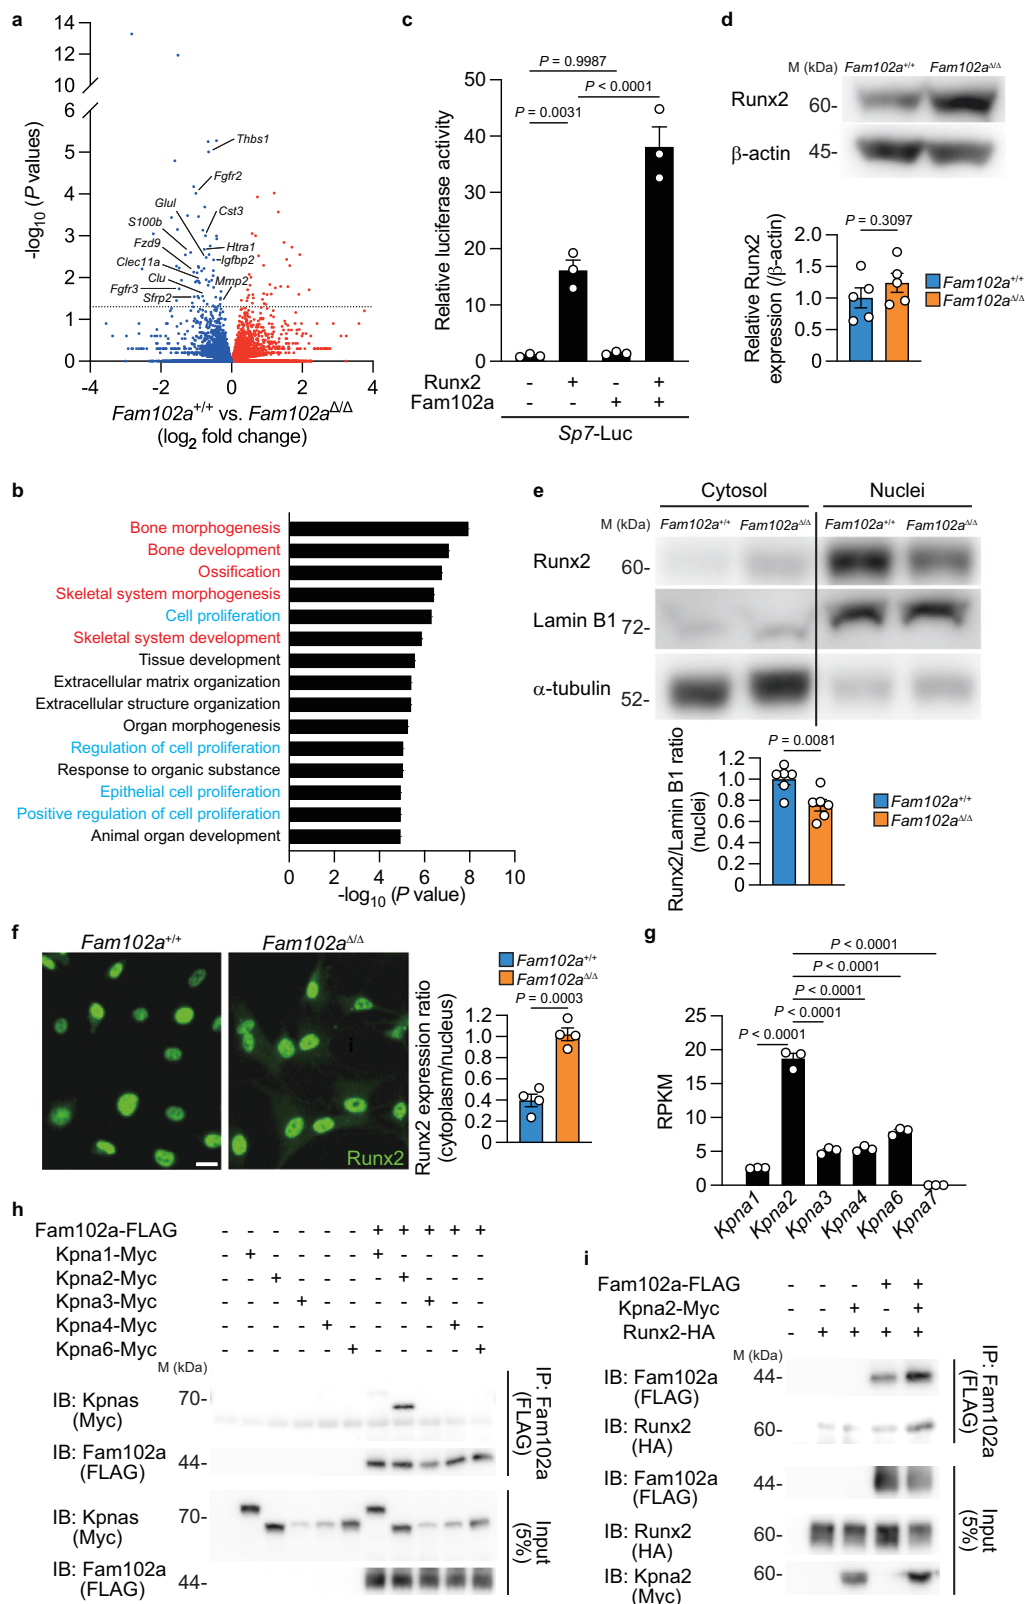 a
14
12
10
6
5
4
3
2
1
0
-log10 (P values)
Thbs1
Fgfr2
Glul
Cst3
S100b
Fzd9
Htra1
Igfbp2
Clec11a
Clu
Mmp2
Fgfr3
Sfrp2
-4 -2 0 2 4
Fam102a+/+ vs. Fam102aΔ/Δ
(log2 fold change)
b
Bone morphogenesis
Bone development
Ossification
Skeletal system morphogenesis
Cell proliferation
Skeletal system development
Tissue development
Extracellular matrix organization
Extracellular structure organization
Organ morphogenesis
Regulation of cell proliferation
Response to organic substance
Epithelial cell proliferation
Positive regulation of cell proliferation
Animal organ development
0 2 4 6 8 10
-log10 (P value)
c
P = 0.9987
P < 0.0001
P = 0.0031
50
40
30
20
10
0
Relative luciferase activity
Runx2 - + - +
Fam102a - - + +
Sp7-Luc
d
M (kDa) Fam102a+/+ Fam102aΔ/Δ
Runx2 60-
β-actin 45-
P = 0.3097
2.0
1.5
1.0
0.5
0
Relative Runx2
expression (/β-actin)
Fam102a+/+
Fam102aΔ/Δ
e
Cytosol Nuclei
M (kDa) Fam102a+/+ Fam102aΔ/Δ Fam102a+/+ Fam102aΔ/Δ
Runx2 60-
Lamin B1 72-
α-tubulin 52-
P = 0.0081
1.2
1.0
0.8
0.6
0.4
0.2
0
Runx2/Lamin B1 ratio
(nuclei)
Fam102a+/+
Fam102aΔ/Δ
f
Fam102a+/+ Fam102aΔ/Δ
i
Runx2
Fam102a+/+
Fam102aΔ/Δ
P = 0.0003
1.2
1.0
0.8
0.6
0.4
0.2
0
Runx2 expression ratio
(cytoplasm/nucleus)
g
P < 0.0001
P < 0.0001
P < 0.0001
P < 0.0001
P < 0.0001
25
20
15
10
5
0
RPKM
Kpna1 Kpna2 Kpna3 Kpna4 Kpna6 Kpna7
h
Fam102a-FLAG - - - - - - + + + + +
Kpna1-Myc - + - - - - + - - - -
Kpna2-Myc - - + - - - - + - - -
Kpna3-Myc - - - + - - - - + - -
Kpna4-Myc - - - - + - - - - + -
Kpna6-Myc - - - - - + - - - - +
M (kDa)
IB: Kpnas
(Myc)
70-
IB: Fam102a
(FLAG)
44-
IP: Fam102a
(FLAG)
IB: Kpnas
(Myc)
70-
IB: Fam102a
(FLAG)
44-
Input
(5%)
i
Fam102a-FLAG - - - + +
Kpna2-Myc - - + - +
Runx2-HA - + + + +
M (kDa)
IB: Fam102a
(FLAG)
44-
IB: Runx2
(HA)
60-
IP: Fam102a
(FLAG)
IB: Fam102a
(FLAG)
44-
IB: Runx2
(HA)
60-
IB: Kpna2
(Myc)
60-
Input
(5%)